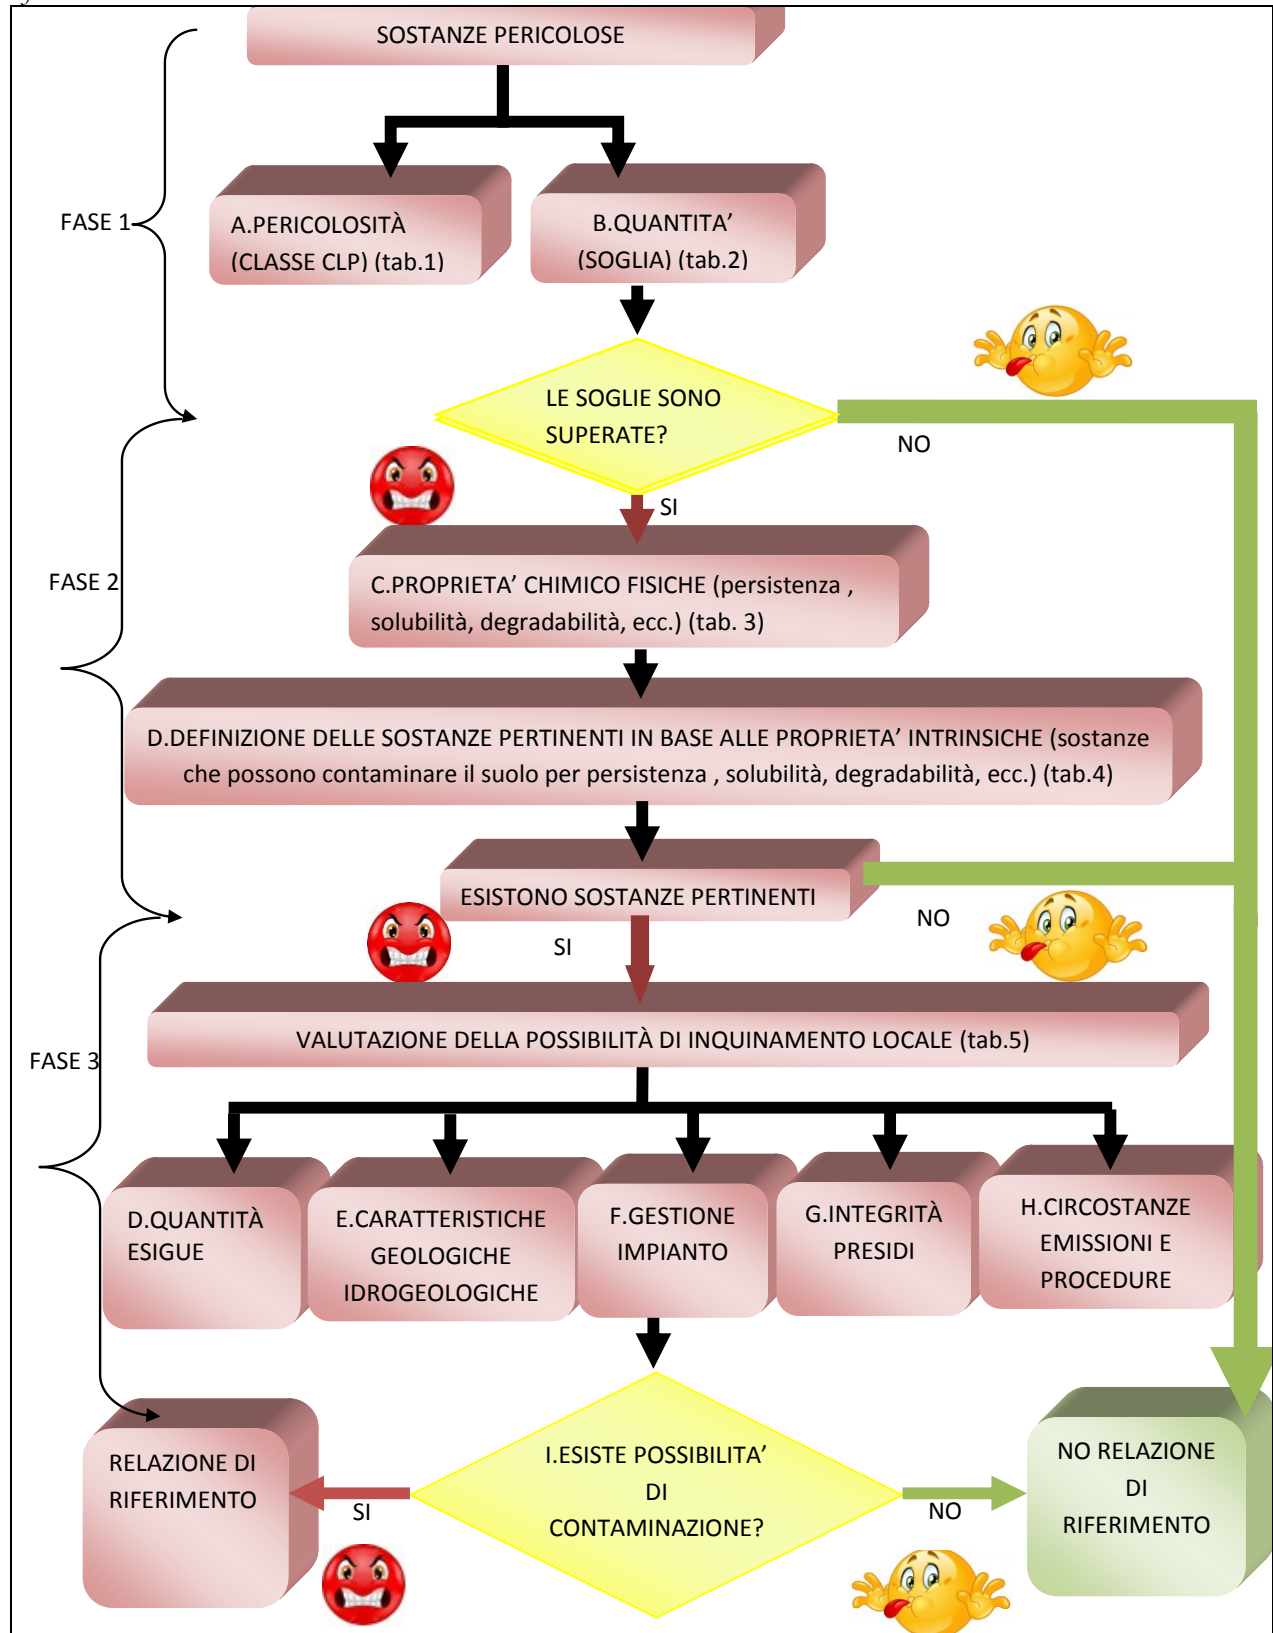 SOSTANZE PERICOLOSE
FASE 1
A.PERICOLOSITÀ
(CLASSE CLP) (tab.1)
B.QUANTITA’
(SOGLIA) (tab.2)
LE SOGLIE SONO
SUPERATE?
NO
SI
FASE 2
C.PROPRIETA’ CHIMICO FISICHE (persistenza ,
solubilità, degradabilità, ecc.) (tab. 3)
D.DEFINIZIONE DELLE SOSTANZE PERTINENTI IN BASE ALLE PROPRIETA’ INTRINSICHE (sostanze
che possono contaminare il suolo per persistenza , solubilità, degradabilità, ecc.) (tab.4)
ESISTONO SOSTANZE PERTINENTI
NO
SI
VALUTAZIONE DELLA POSSIBILITÀ DI INQUINAMENTO LOCALE (tab.5)
FASE 3
D.QUANTITÀ
ESIGUE
E.CARATTERISTICHE
GEOLOGICHE
IDROGEOLOGICHE
F.GESTIONE
IMPIANTO
G.INTEGRITÀ
PRESIDI
H.CIRCOSTANZE
EMISSIONI E
PROCEDURE
RELAZIONE DI
RIFERIMENTO
SI
I.ESISTE POSSIBILITA’
DI
CONTAMINAZIONE?
NO
NO RELAZIONE
DI
RIFERIMENTO